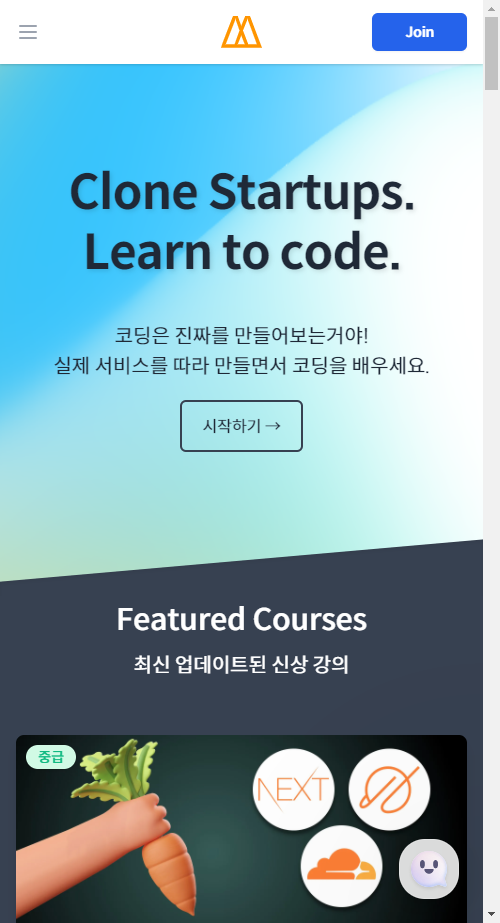 Join
Clone Startups.
Learn to code.
코딩은 진짜를 만들어보는거야!
실제 서비스를 따라 만들면서 코딩을 배우세요.
시작하기 →
Featured Courses
최신 업데이트된 신상 강의
중급
NEXT